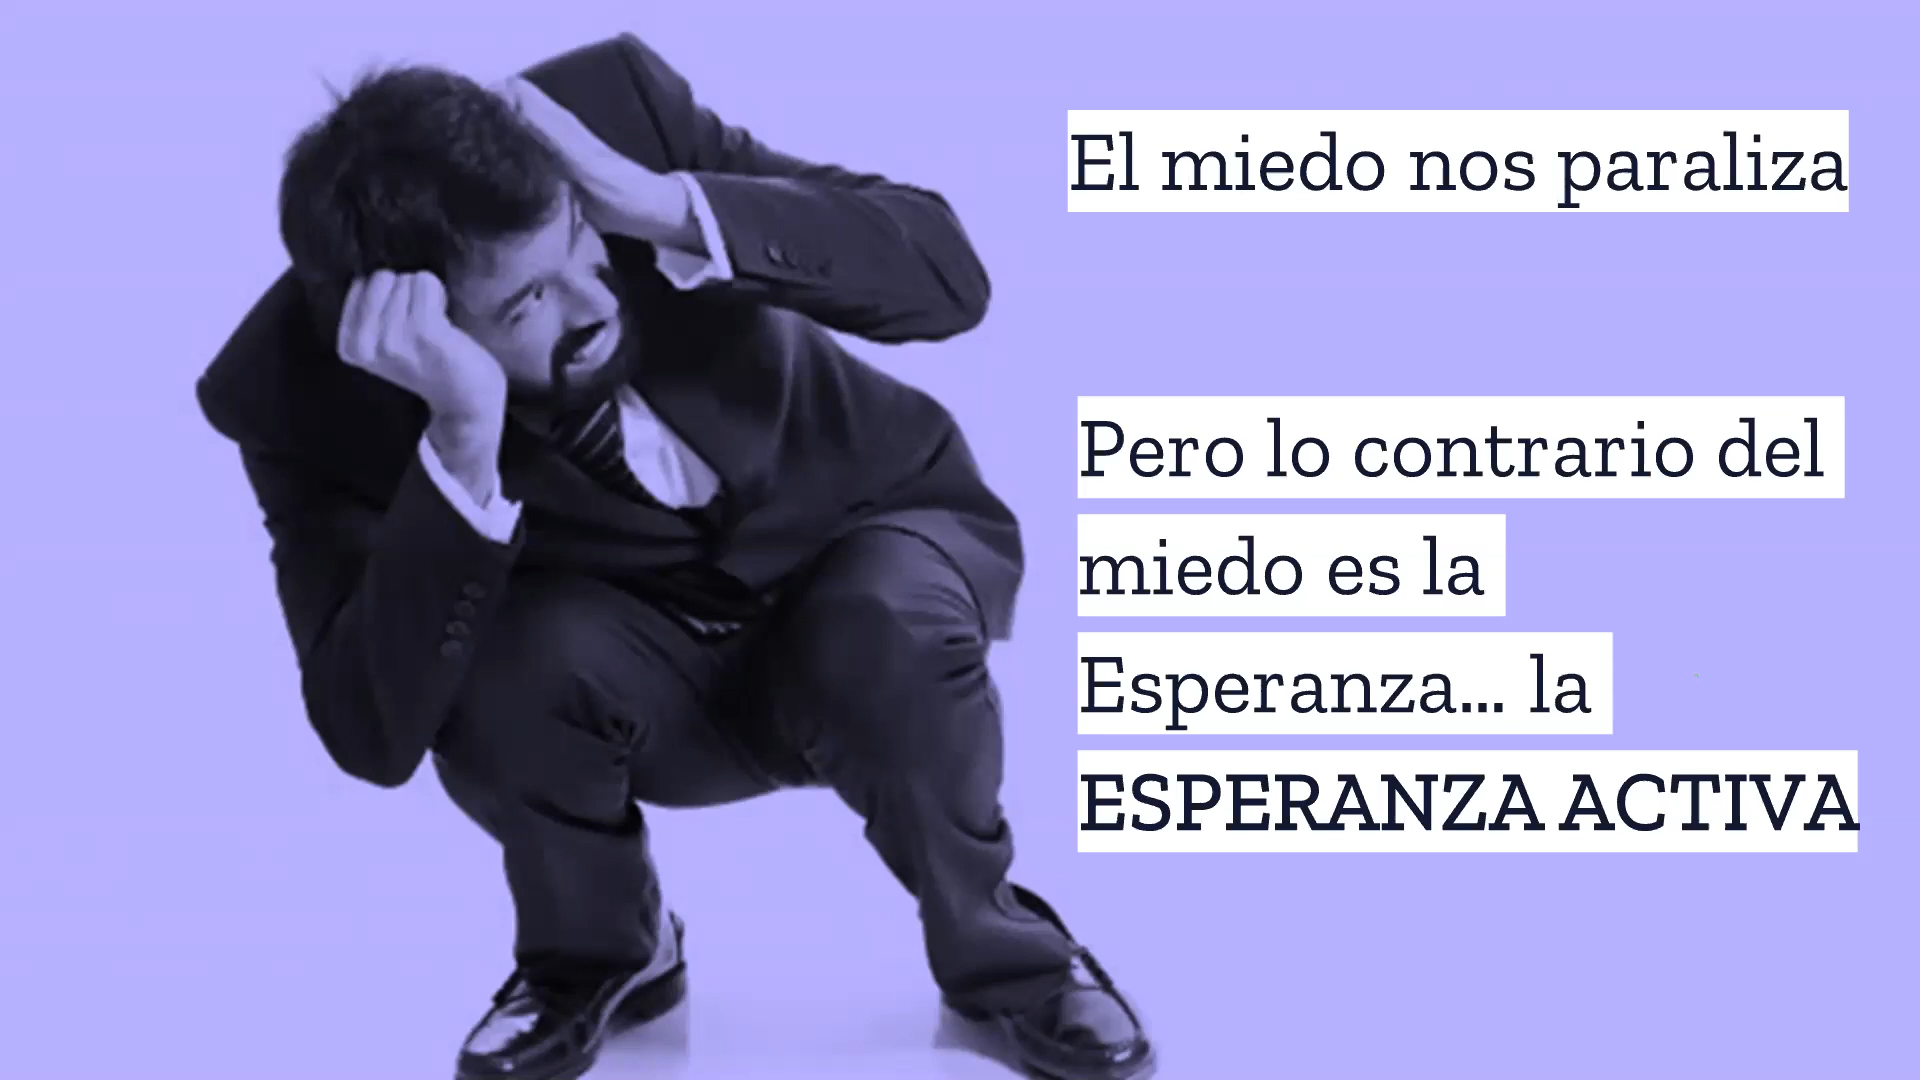 El miedo nos paraliza
Pero lo contrario del
miedo es la
Esperanza... la
ESPERANZA ACTIVA